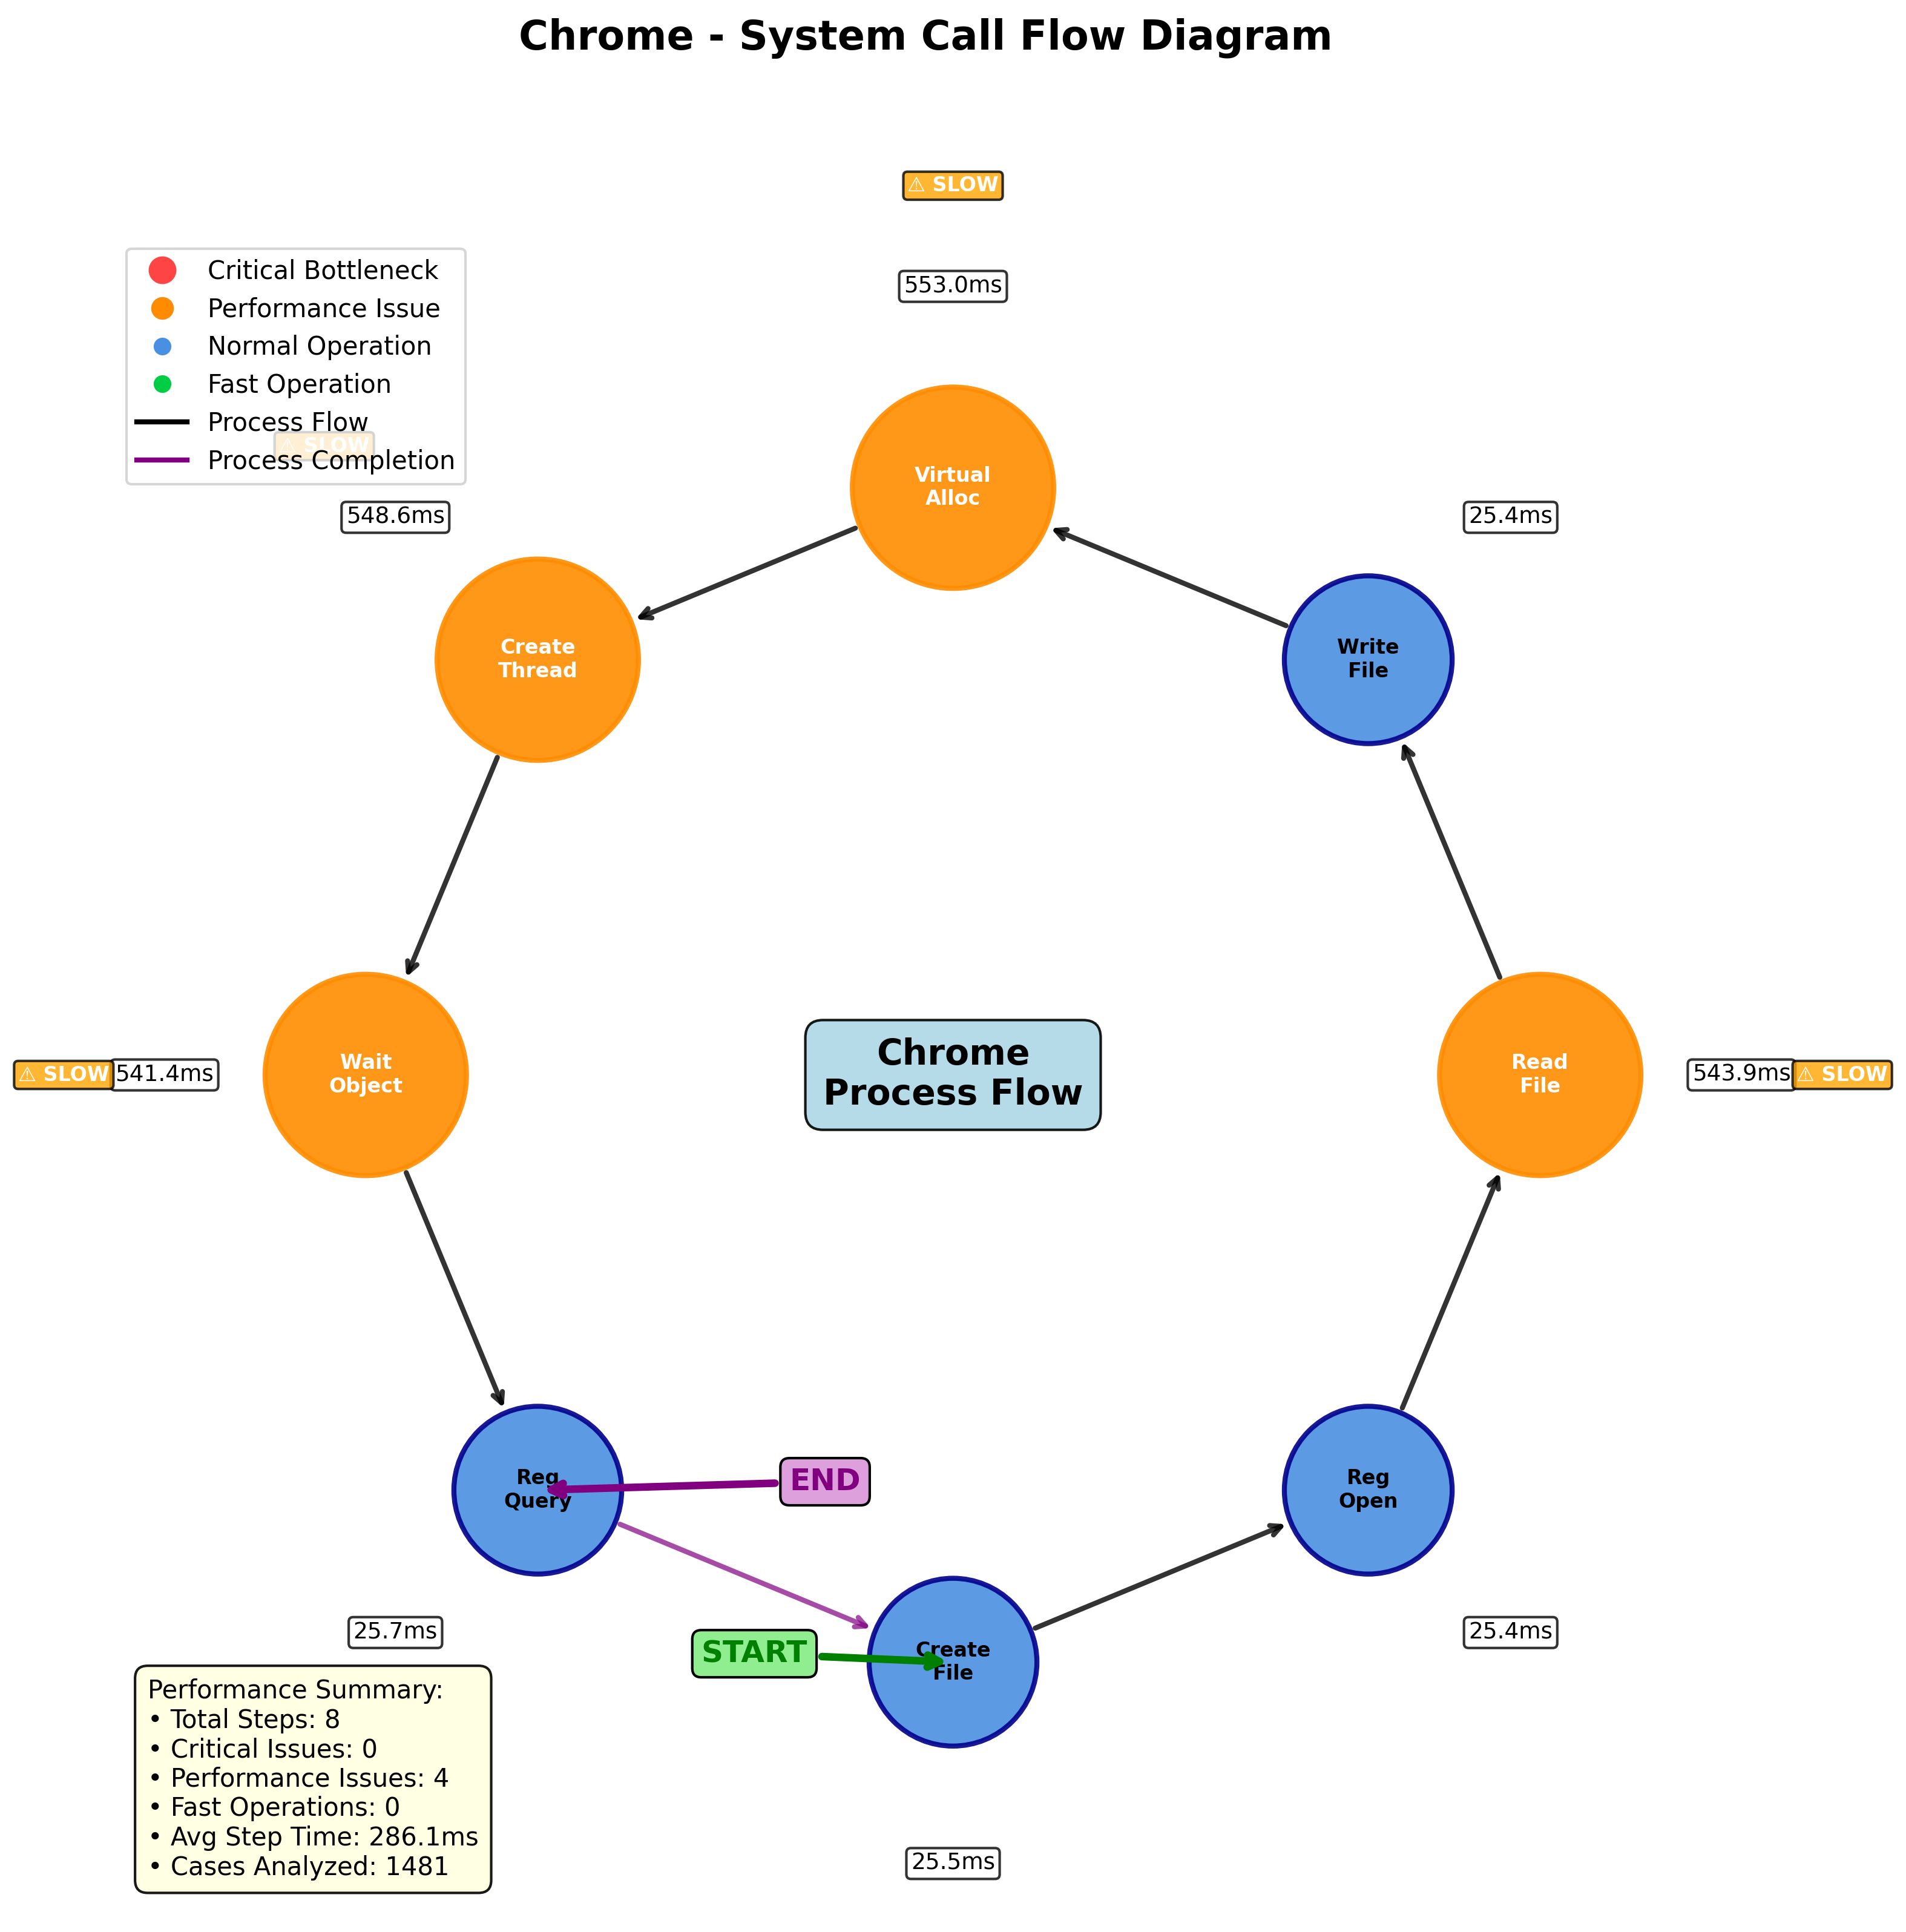 Chrome - System Call Flow Diagram
⚠ SLOW
553.0ms
Critical Bottleneck
Performance Issue
Normal Operation
Fast Operation
Process Flow
⚠ SLOW
Process Completion
548.6ms
Virtual
Alloc
25.4ms
Create
Thread
Write
File
⚠ SLOW
541.4ms
Wait
Object
Chrome
Process Flow
Read
File
543.9ms
⚠ SLOW
Reg
Query
END
Reg
Open
25.7ms
START
Create
File
25.4ms
Performance Summary:
• Total Steps: 8
• Critical Issues: 0
• Performance Issues: 4
• Fast Operations: 0
• Avg Step Time: 286.1ms
• Cases Analyzed: 1481
25.5ms